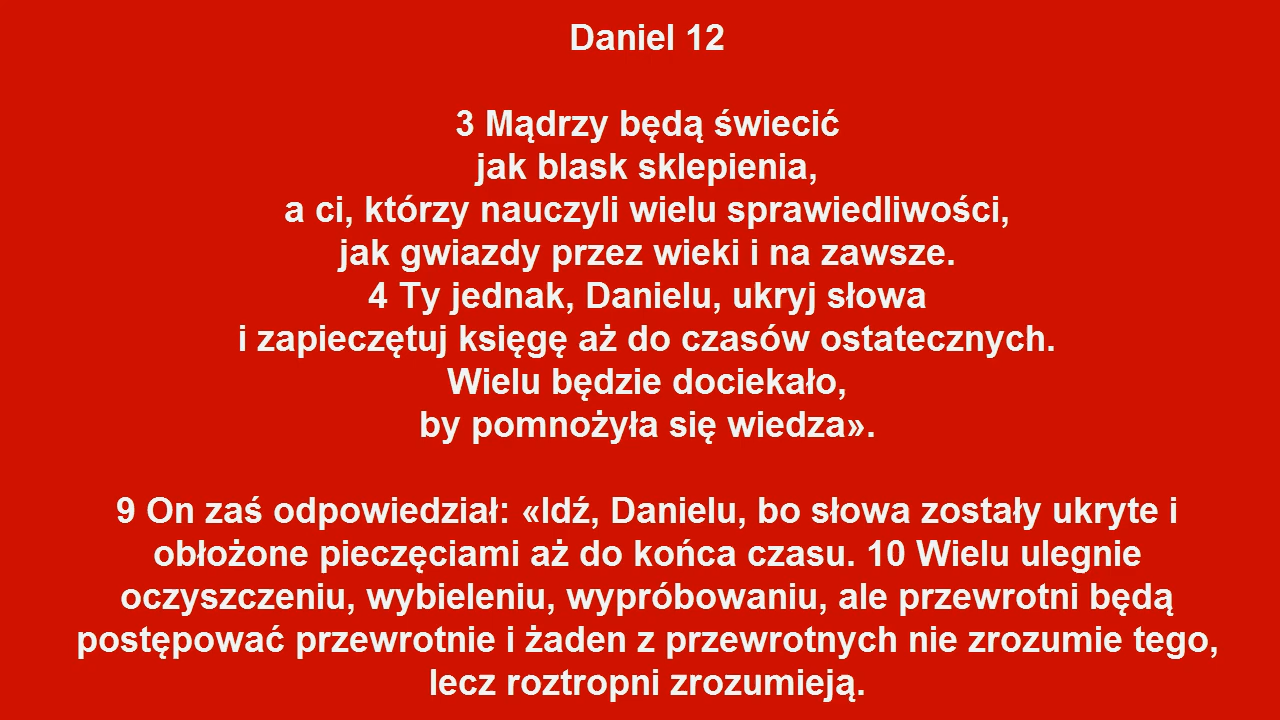 Daniel 12
3 Mądrzy będą świecić
jak blask sklepienia,
a ci, którzy nauczyli wielu sprawiedliwości,
jak gwiazdy przez wieki i na zawsze.
4 Ty jednak, Danielu, ukryj słowa
i zapieczętuj księgę aż do czasów ostatecznych.
Wielu będzie dociekało,
by pomnożyła się wiedza».
9 On zaś odpowiedział: «Idź, Danielu, bo słowa zostały ukryte i
obłożone pieczęciami aż do końca czasu. 10 Wielu ulegnie
oczyszczeniu, wybieleniu, wypróbowaniu, ale przewrotni będą
postępować przewrotnie i żaden z przewrotnych nie zrozumie tego,
lecz roztropni zrozumieją.